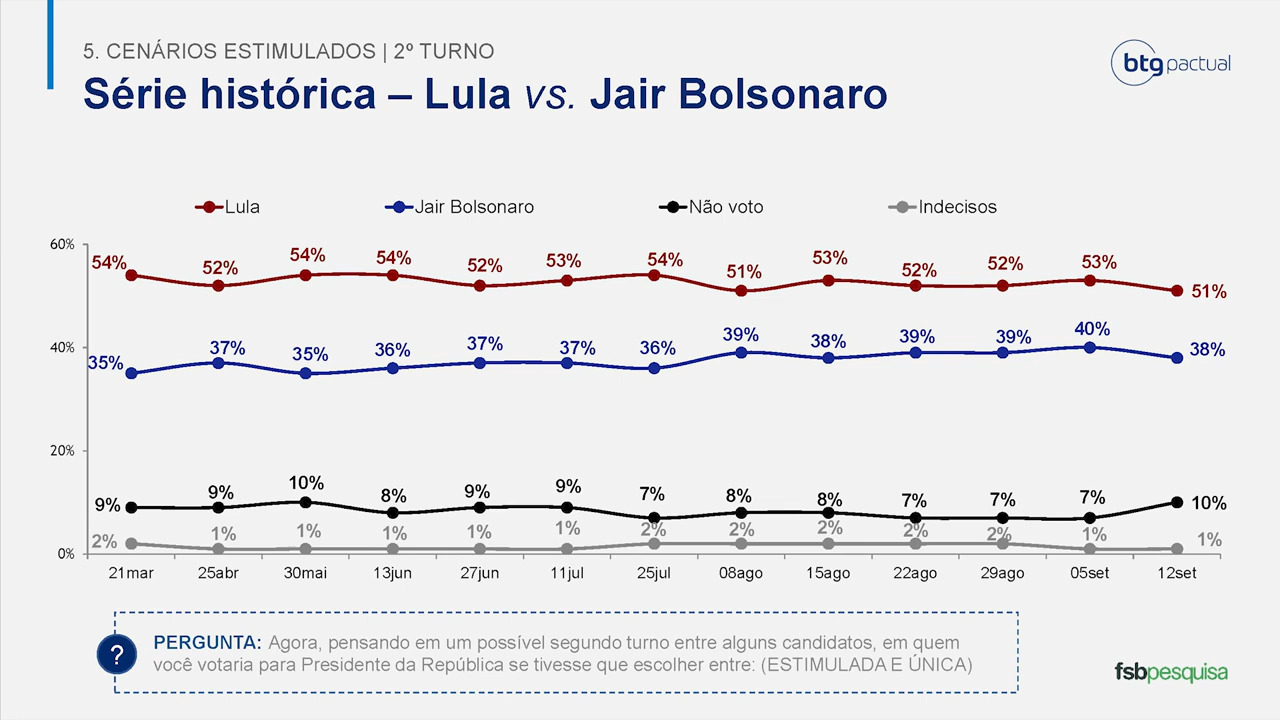 5. CENÁRIOS ESTIMULADOS | 2º TURNO
Série histórica – Lula vs. Jair Bolsonaro
btgpactual
Lula Jair Bolsonaro Não voto Indecisos
60%
40%
20%
0%
54% 52% 54% 54% 52% 53% 54% 51% 53% 52% 52% 53% 51%
35% 37% 35% 36% 37% 37% 36% 39% 38% 39% 39% 40% 38%
9% 9% 10% 8% 9% 9% 7% 8% 8% 7% 7% 7% 10%
2% 1% 1% 1% 1% 1% 2% 2% 2% 2% 2% 1% 1%
21mar 25abr 30mai 13jun 27jun 11jul 25jul 08ago 15ago 22ago 29ago 05set 12set
?
PERGUNTA: Agora, pensando em um possível segundo turno entre alguns candidatos, em quem
você votaria para Presidente da República se tivesse que escolher entre: (ESTIMULADA E ÚNICA)
fsbpesquisa